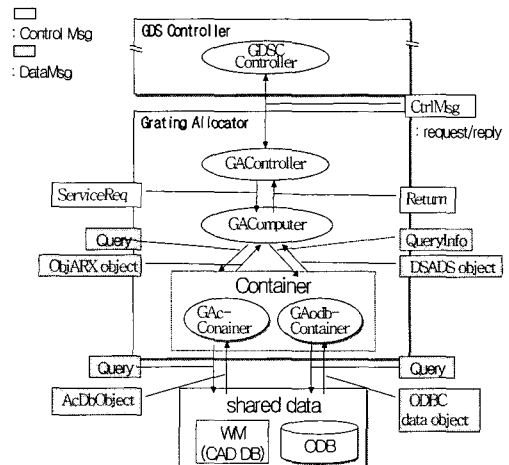 : Control Msg
: DataMsg
GDS Controller
GDSC
Controller
CtrlMsg
: request/reply
Grating Allocator
GAController
ServiceReq
Return
GAComputer
Query
QueryInfo
ObjARX object
DSADS object
Container
GAc-
Conainer
GAodb-
Container
Query
Query
AcDbObject
ODBC
data object
shared data
WM
(CAD DB)
ODB